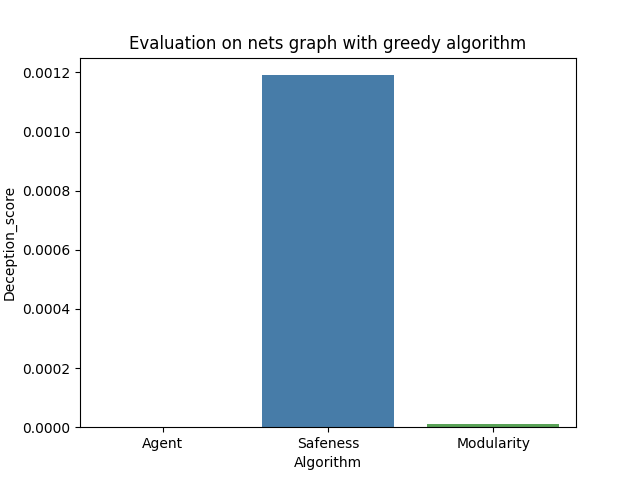 Evaluation on nets graph with greedy algorithm
0.0012
0.0010
0.0008
0.0006
0.0004
0.0002
0.0000
Deception_score
Agent
Safeness
Modularity
Algorithm